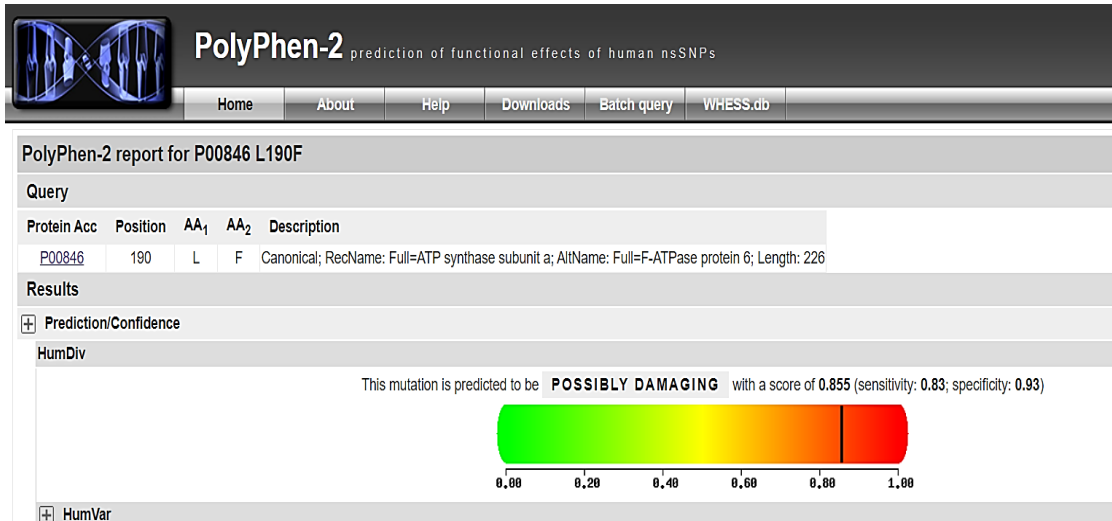 PolyPhen-2 prediction of functional effects of human nsSNPs
Home About Help Downloads Batch query WHESS.db
PolyPhen-2 report for P00846 L190F
Query
Protein Acc Position AA1 AA2 Description
P00846 190 L F Canonical; RecName: Full=ATP synthase subunit a; AltName: Full=F-ATPase protein 6; Length: 226
Results
Prediction/Confidence
HumDiv
This mutation is predicted to be POSSIBLY DAMAGING with a score of 0.855 (sensitivity: 0.83; specificity: 0.93)
0.00 0.20 0.40 0.60 0.80 1.00
HumVar